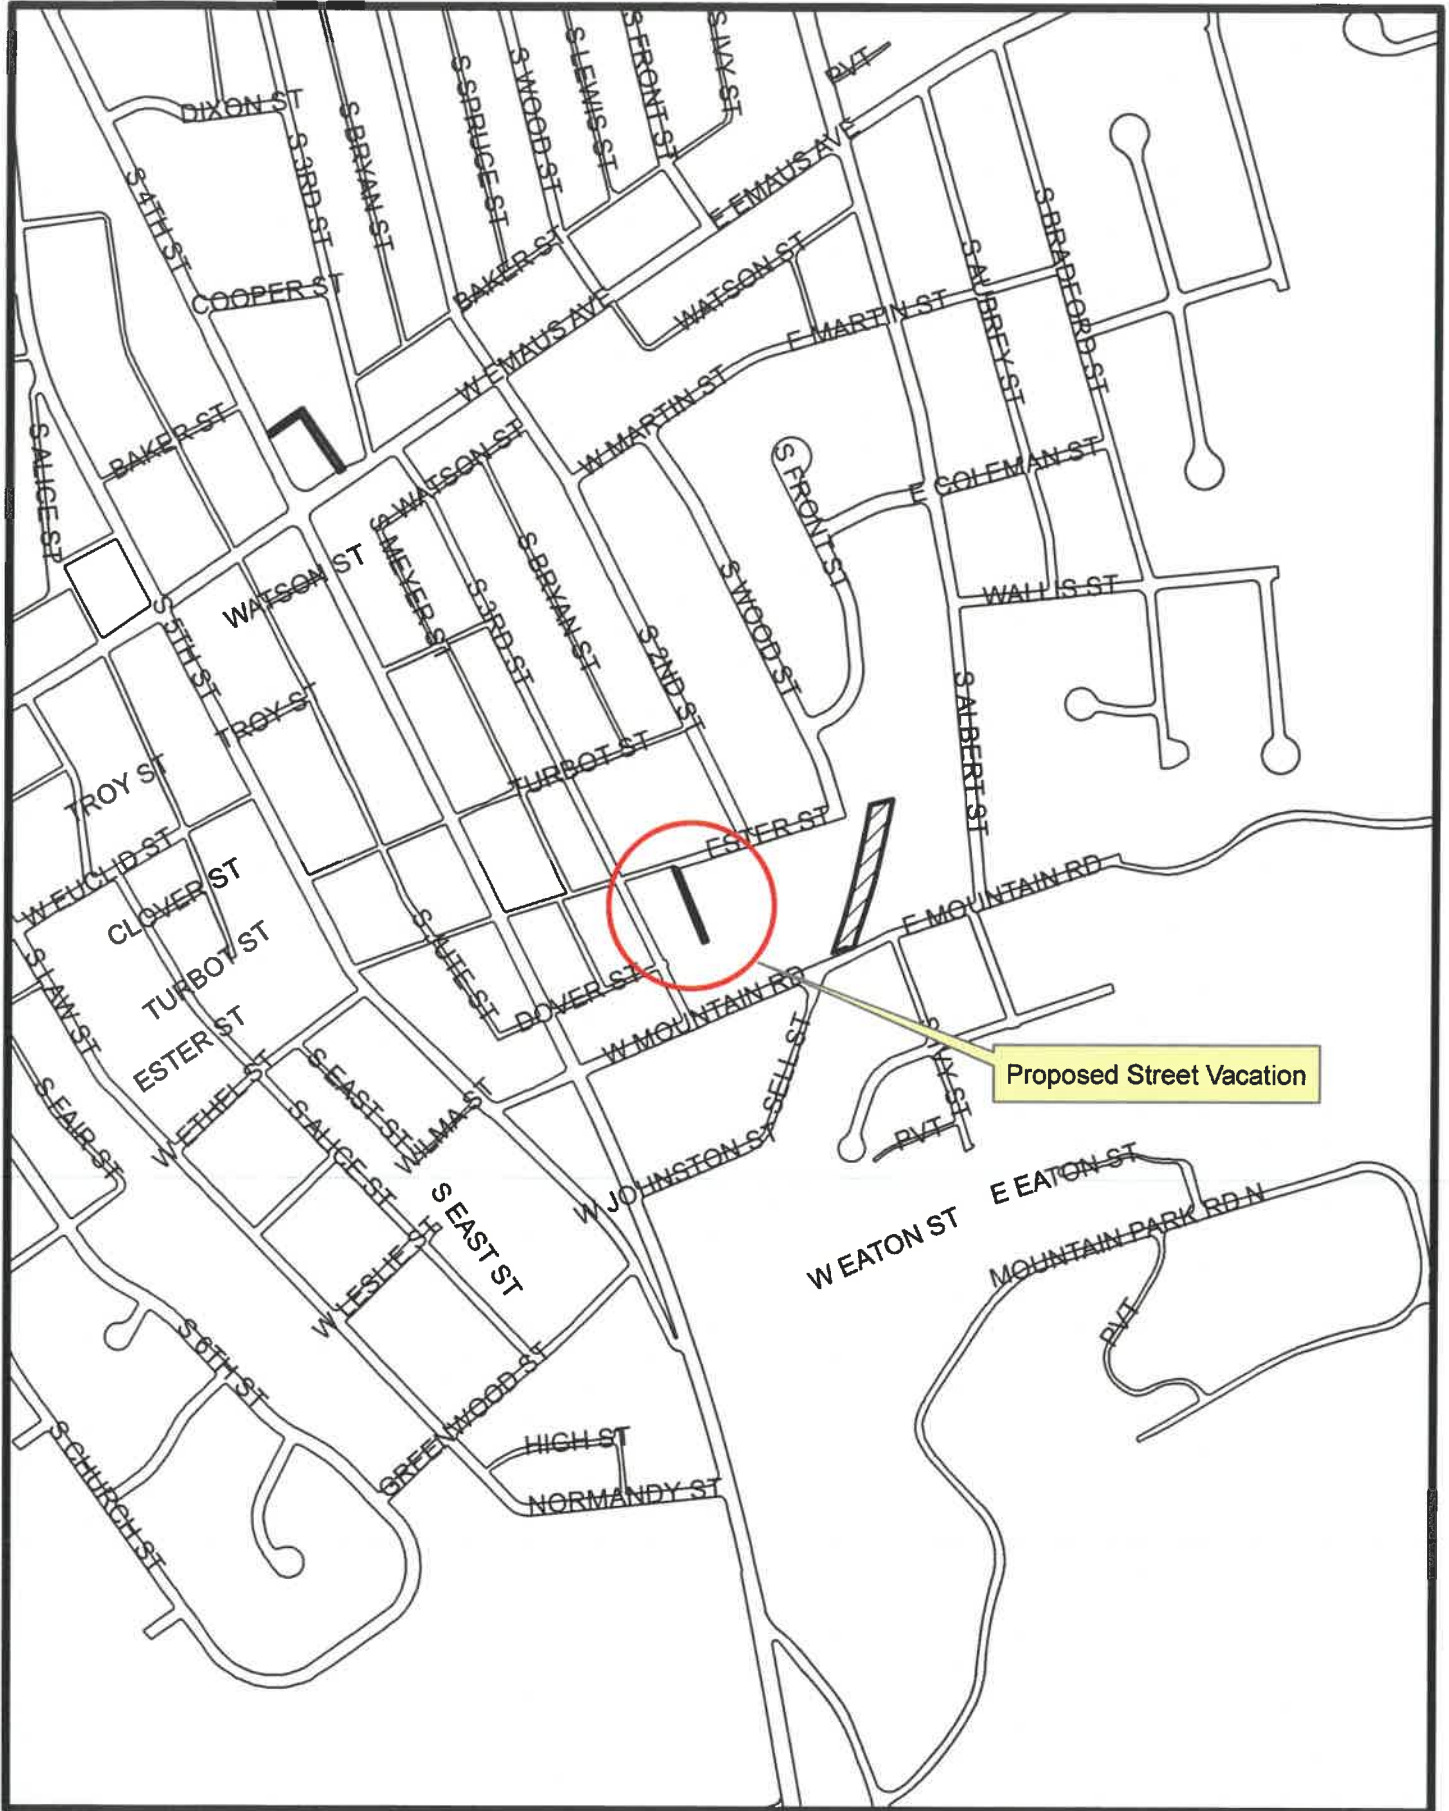 S IVY ST
S FRONT ST
S LEWIS ST
S WOOD ST
S SPRUCE ST
PVT
DIXON ST
S BRYAN ST
S 3RD ST
E EMAUS AVE
S 4TH ST
S BRADFORD ST
BAKER ST
WATSON ST
S AUBREY ST
COOPER ST
W EMAUS AVE
E MARTIN ST
W MARTIN ST
BAKER ST
S ALICE ST
S WATSON ST
S FRONT ST
E COLEMAN ST
S MEYER ST
S BRYAN ST
WATSON ST
S WOOD ST
WALLIS ST
S 3RD ST
S 5TH ST
S 2ND ST
S ALBERT ST
TROY ST
TROY ST
TURBOT ST
ESTER ST
W EUCLID ST
CLOVER ST
E MOUNTAIN RD
S JUTE ST
TURBOT ST
S LAW ST
DOVER ST
W MOUNTAIN RD
ESTER ST
SELL ST
S IVY ST
Proposed Street Vacation
S EAST ST
W ETHEL ST
S FAIR ST
S ALICE ST
WILMA ST
PVT
W JOHNSTON ST
E EATON ST
S EAST ST
W EATON ST
MOUNTAIN PARK RD N
W LESLIE ST
PVT
S 6TH ST
GREENWOOD ST
S CHURCH ST
HIGH ST
NORMANDY ST